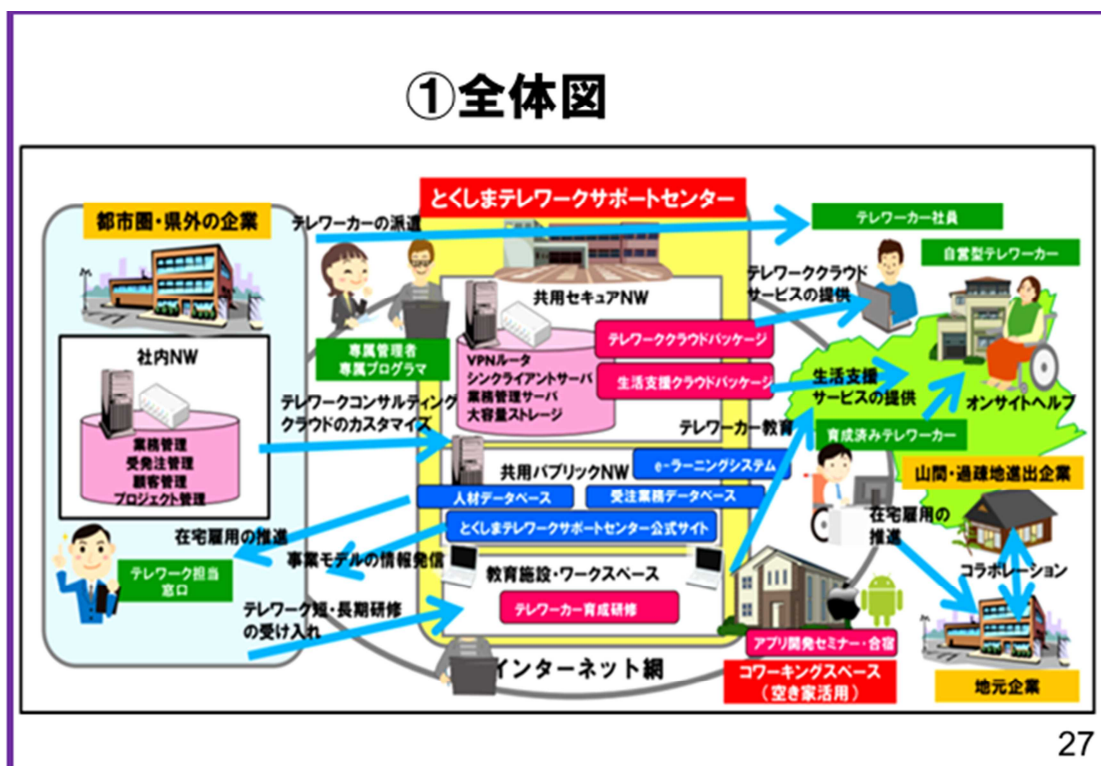 ①全体図
とくしまテレワークサポートセンター
都市圏・県外の企業
テレワーカーの派遣
テレワーカー社員
自営型テレワーカー
共用セキュアNW
テレワーククラウド
サービスの提供
社内NW
専属管理者
専属プログラマ
VPNルータ
シンクライアントサーバ
業務管理サーバ
大容量ストレージ
テレワーククラウドパッケージ
生活支援クラウドパッケージ
生活支援
サービスの提供
オンサイトヘルプ
テレワークコンサルティング
クラウドのカスタマイズ
業務管理
受発注管理
顧客管理
プロジェクト管理
テレワーカー教育
育成済みテレワーカー
共用パブリックNW
e-ラーニングシステム
人材データベース
受注業務データベース
とくしまテレワークサポートセンター公式サイト
山間・過疎地進出企業
在宅雇用の
推進
在宅雇用の推進
事業モデルの情報発信
テレワーク担当
窓口
教育施設・ワークスペース
テレワーカー育成研修
コラボレーション
テレワーク短・長期研修
の受け入れ
アプリ開発セミナー・合宿
インターネット網
コワーキングスペース
（空き家活用）
地元企業
27